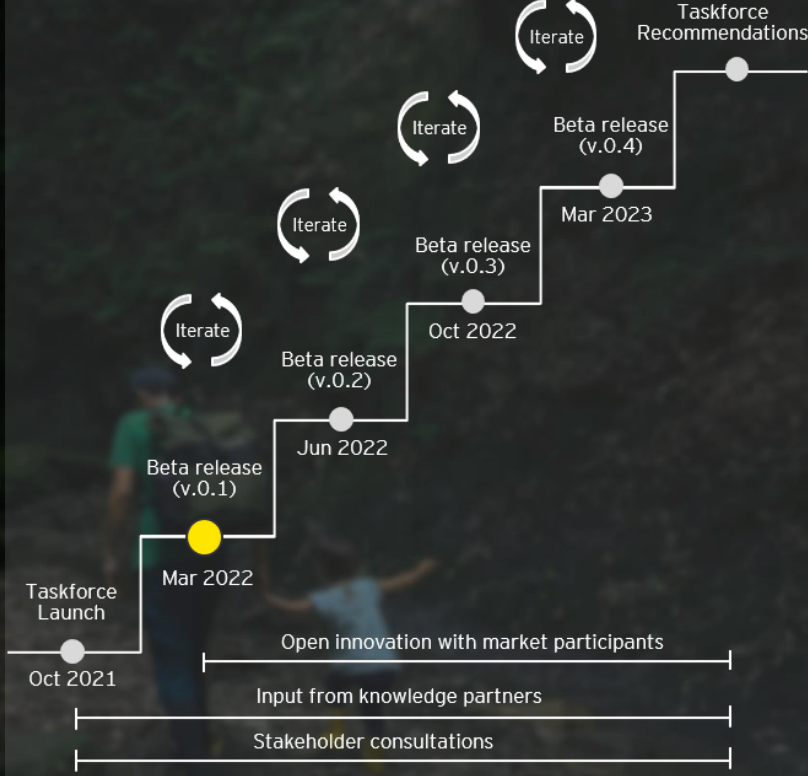 Taskforce
Recommendations
Iterate
Beta release
(v.0.4)
Mar 2023
Iterate
Beta release
(v.0.3)
Oct 2022
Iterate
Beta release
(v.0.2)
Jun 2022
Iterate
Beta release
(v.0.1)
Mar 2022
Taskforce
Launch
Oct 2021
Open innovation with market participants
Input from knowledge partners
Stakeholder consultations